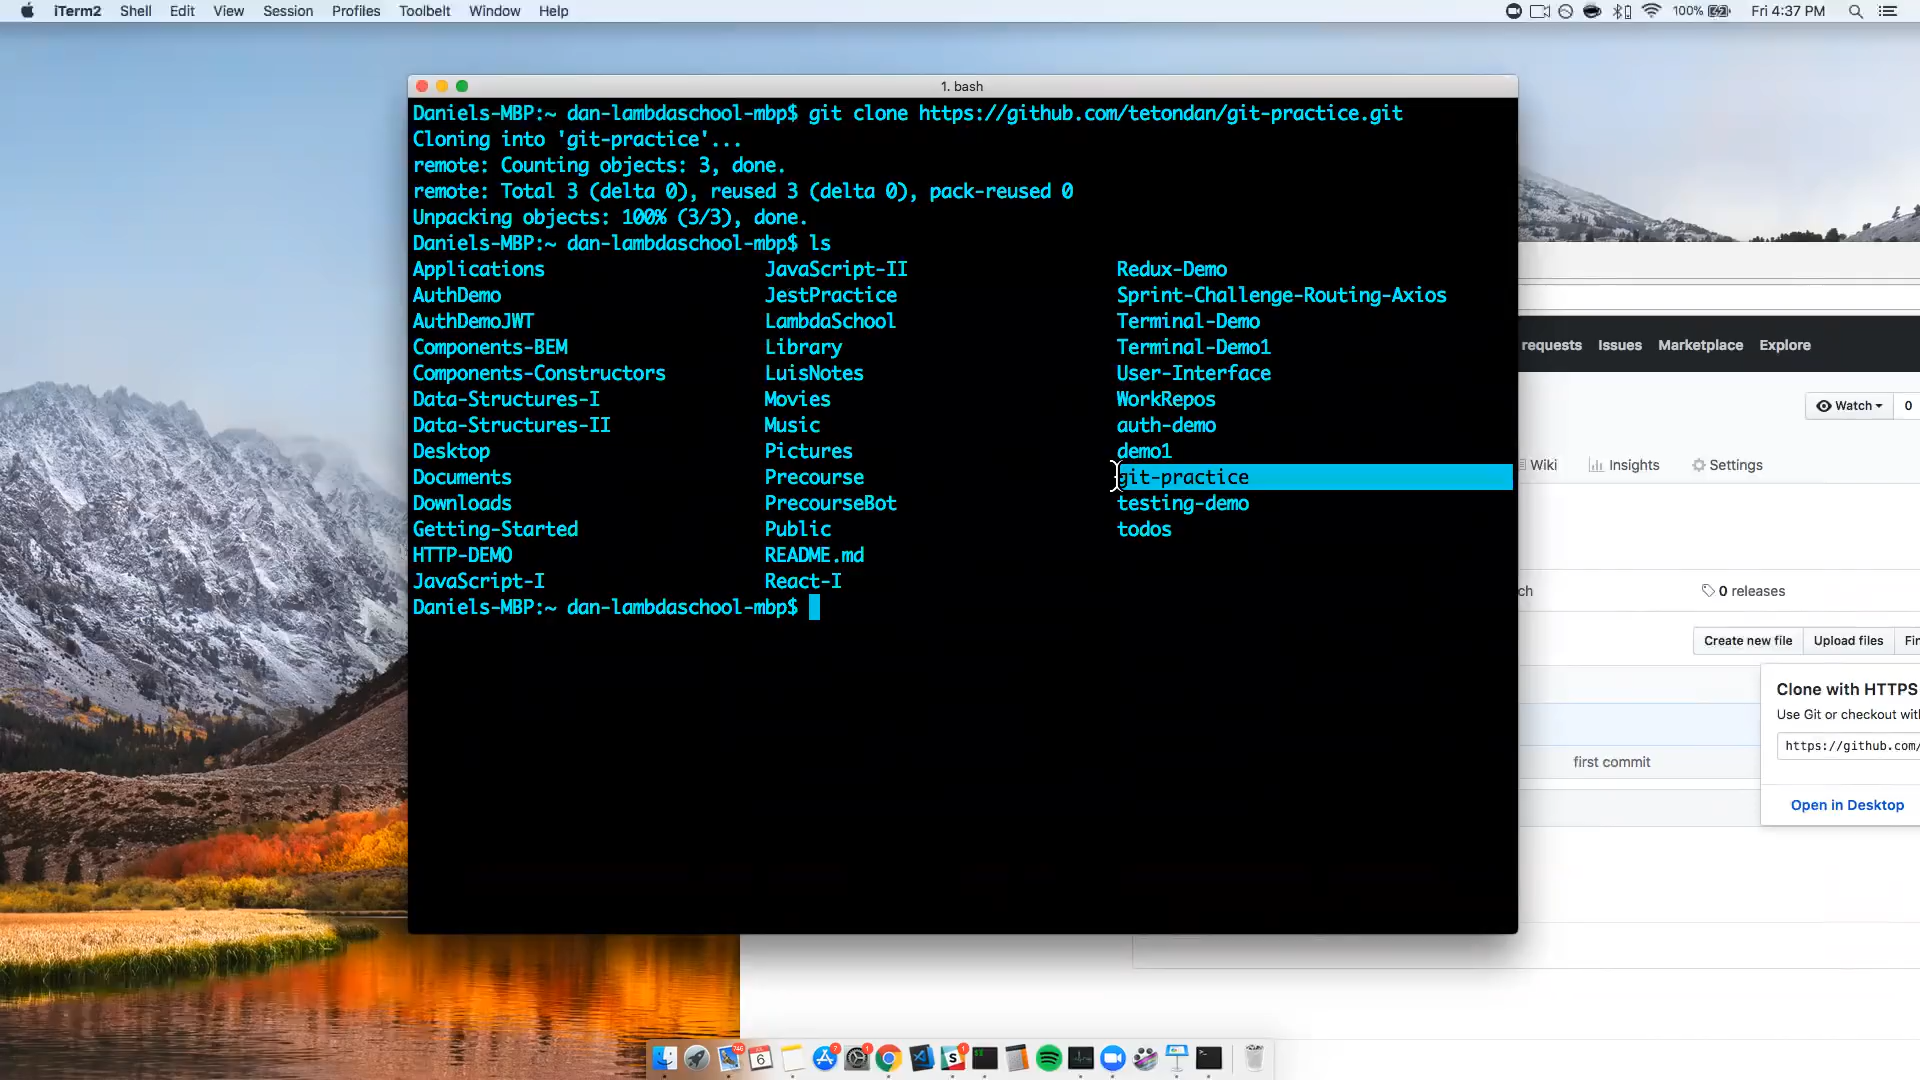 iTerm2 Shell Edit View Session Profiles Toolbelt Window Help 100% Fri 4:37 PM
1. bash
Daniels-MBP:~ dan-lambdaschool-mbp$ git clone https://github.com/tetondan/git-practice.git
Cloning into 'git-practice'...
remote: Counting objects: 3, done.
remote: Total 3 (delta 0), reused 3 (delta 0), pack-reused 0
Unpacking objects: 100% (3/3), done.
Daniels-MBP:~ dan-lambdaschool-mbp$ ls
Applications JavaScript-II Redux-Demo
AuthDemo JestPractice Sprint-Challenge-Routing-Axios
AuthDemoJWT LambdaSchool Terminal-Demo
Components-BEM Library Terminal-Demo1
Components-Constructors LuisNotes User-Interface
Data-Structures-I Movies WorkRepos
Data-Structures-II Music auth-demo
Desktop Pictures demo1
Documents Precourse git-practice
Downloads PrecourseBot testing-demo
Getting-Started Public todos
HTTP-DEMO README.md
JavaScript-I React-I
Daniels-MBP:~ dan-lambdaschool-mbp$
requests Issues Marketplace Explore
Watch 0
Wiki Insights Settings
ch 0 releases
Create new file Upload files Fin
Clone with HTTPS
Use Git or checkout with
https://github.com/
first commit
Open in Desktop
6